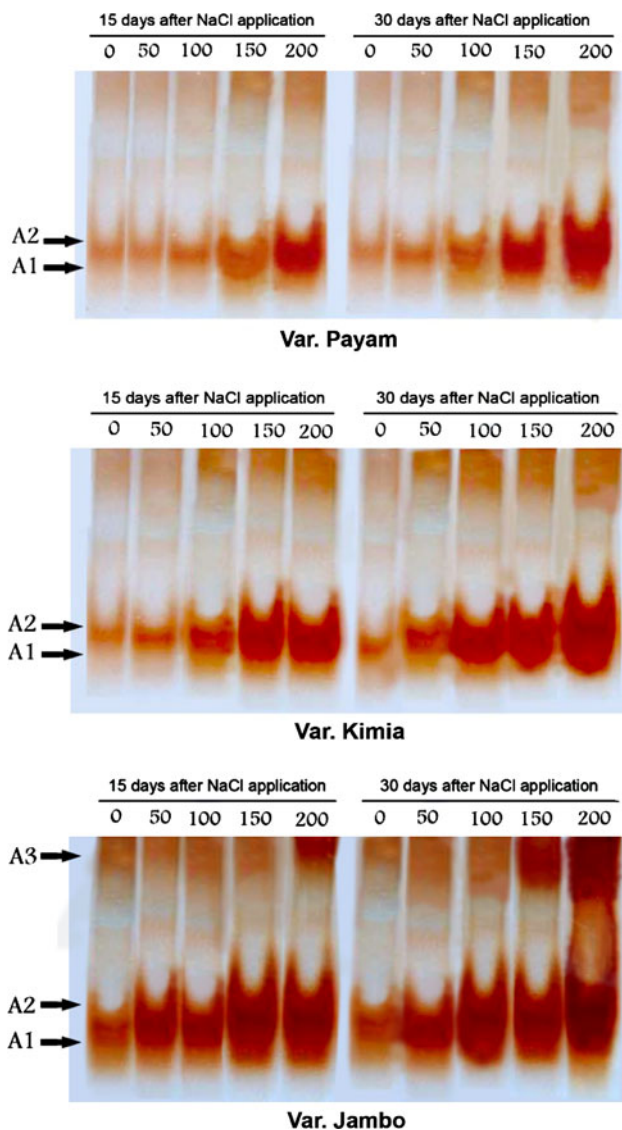 15 days after NaCl application 30 days after NaCl application
0 50 100 150 200 0 50 100 150 200
A2
A1
Var. Payam
15 days after NaCl application 30 days after NaCl application
0 50 100 150 200 0 50 100 150 200
A2
A1
Var. Kimia
15 days after NaCl application 30 days after NaCl application
0 50 100 150 200 0 50 100 150 200
A3
A2
A1
Var. Jambo